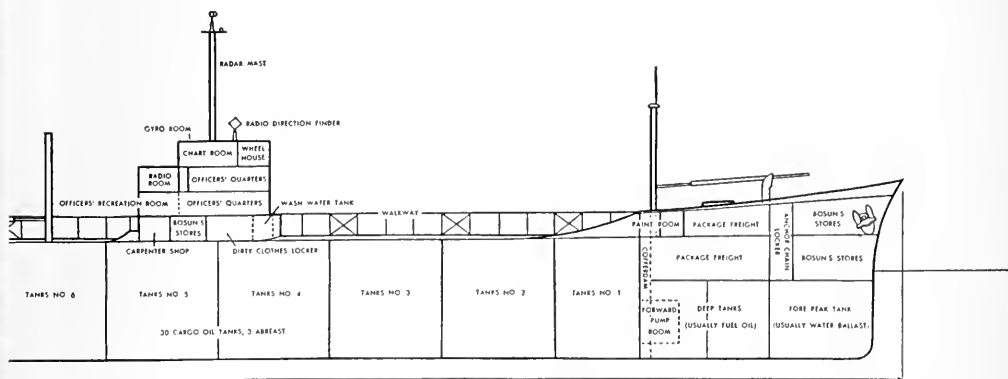 RADAR MAST
GYRO ROOM
RADIO DIRECTION FINDER
CHART ROOM
WHEEL
HOUSE
RADIO
ROOM
OFFICERS' QUARTERS
OFFICERS' RECREATION ROOM
OFFICERS' QUARTERS
WASH WATER TANK
WALKWAY
BOSUN'S
STORES
CARPENTER SHOP
DIRTY CLOTHES LOCKER
PAINT ROOM
PACKAGE FREIGHT
ANCHOR CHAIN
LOCKER
BOSUN'S
STORES
COFFERDAM
PACKAGE FREIGHT
BOSUN'S STORES
TANKS NO 6
TANKS NO 5
TANKS NO 4
TANKS NO 3
TANKS NO 2
TANKS NO 1
30 CARGO OIL TANKS, 3 ABREAST
FORWARD
PUMP
ROOM
DEEP TANKS
(USUALLY FUEL OIL)
FORE PEAK TANK
(USUALLY WATER BALLAST)